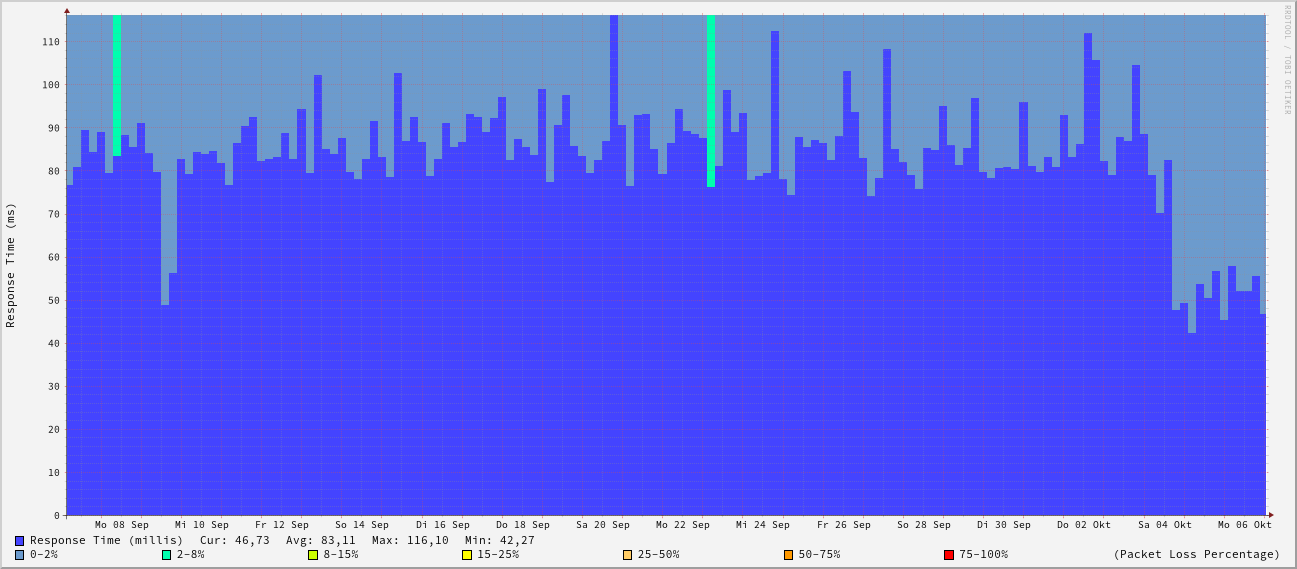 RRDTOOL / TOBI OETIKER
Response Time (ms)
110
100
90
80
70
60
50
40
30
20
10
0
Mo 08 Sep Mi 10 Sep Fr 12 Sep So 14 Sep Di 16 Sep Do 18 Sep Sa 20 Sep Mo 22 Sep Mi 24 Sep Fr 26 Sep So 28 Sep Di 30 Sep Do 02 Okt Sa 04 Okt Mo 06 Okt
Response Time (millis) Cur: 46,73 Avg: 83,11 Max: 116,10 Min: 42,27
0-2% 2-8% 8-15% 15-25% 25-50% 50-75% 75-100% (Packet Loss Percentage)